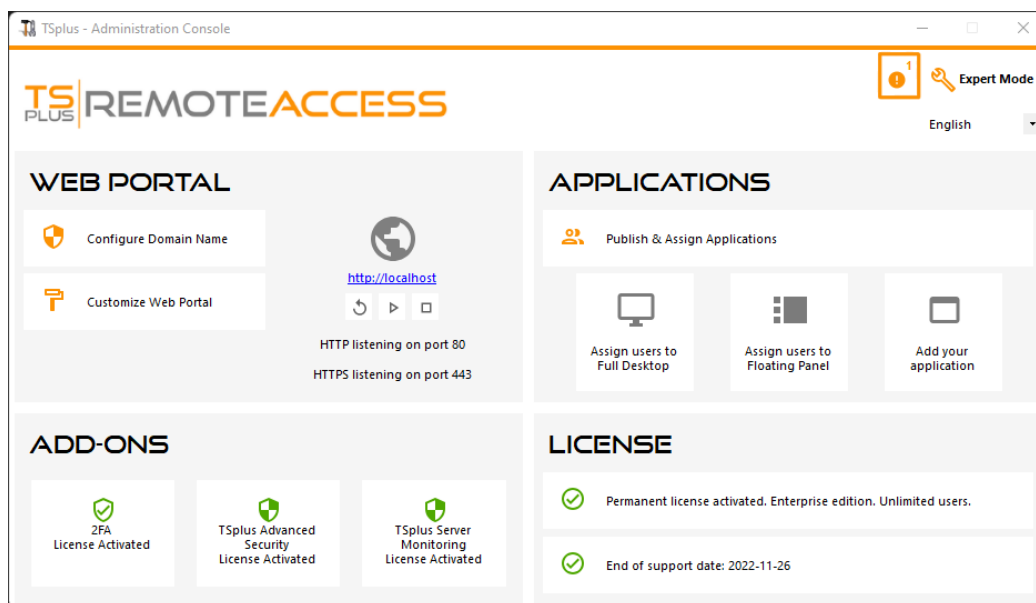 TSplus - Administration Console
1
Expert Mode
TS PLUS REMOTEACCESS
English
WEB PORTAL
Configure Domain Name
Customize Web Portal
http://localhost
HTTP listening on port 80
HTTPS listening on port 443
APPLICATIONS
Publish & Assign Applications
Assign users to
Full Desktop
Assign users to
Floating Panel
Add your
application
ADD-ONS
2FA
License Activated
TSplus Advanced
Security
License Activated
TSplus Server
Monitoring
License Activated
LICENSE
Permanent license activated. Enterprise edition. Unlimited users.
End of support date: 2022-11-26